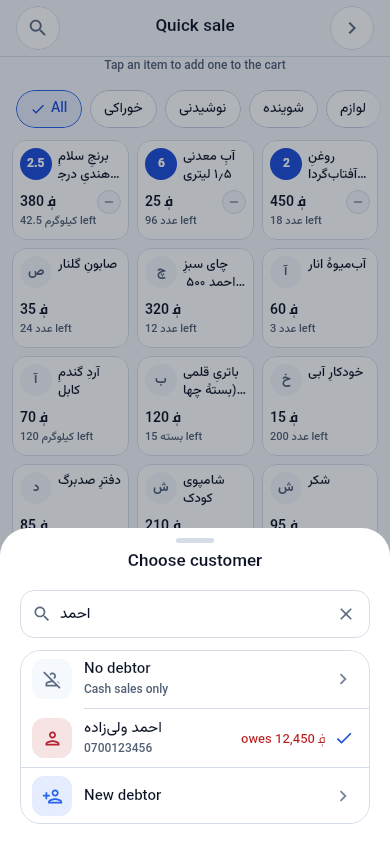 Quick sale
Tap an item to add one to the cart
All
خوراکی
نوشیدنی
شوینده
لوازم
2.5
برنج سلام
هندیِ درج…
380 ؋
42.5 کیلوگرم left
6
آبِ معدنی
۱٫۵ لیتری
25 ؋
96 عدد left
2
روغنِ
آفتاب‌گردا…
450 ؋
18 عدد left
ص
صابونِ گلنار
35 ؋
24 عدد left
چ
چای سبزِ
احمد ۵۰۰…
320 ؋
12 عدد left
آ
آب‌میوهٔ انار
60 ؋
3 عدد left
آ
آردِ گندمِ
کابل
70 ؋
120 کیلوگرم left
ب
باتریِ قلمی
(بستهٔ چها…
120 ؋
15 بسته left
خ
خودکارِ آبی
15 ؋
200 عدد left
د
دفترِ صدبرگ
85 ؋
ش
شامپوی
کودک
210 ؋
ش
شکر
95 ؋
Choose customer
احمد
No debtor
Cash sales only
احمد ولی‌زاده
0700123456
owes 12,450 ؋
New debtor